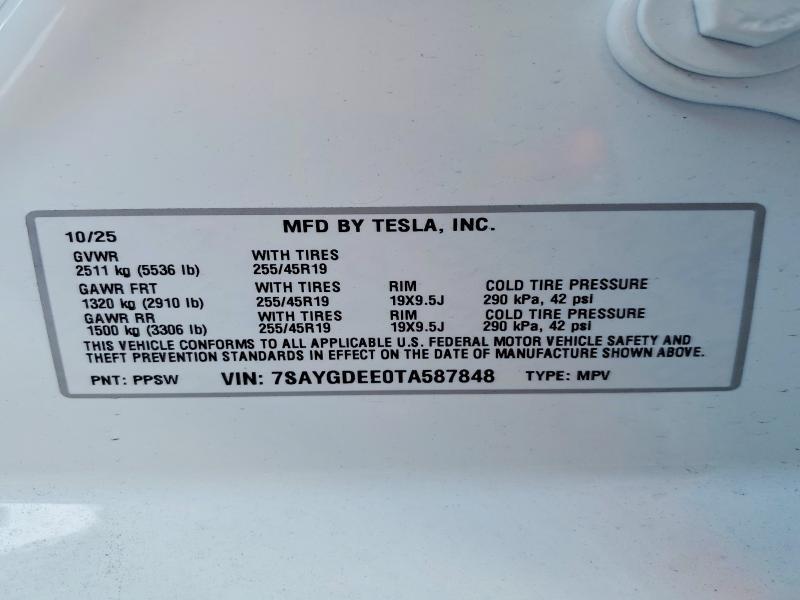 10/25 MFD BY TESLA, INC.
GVWR WITH TIRES
2511 kg (5536 lb) 255/45R19
GAWR FRT WITH TIRES RIM COLD TIRE PRESSURE
1320 kg (2910 lb) 255/45R19 19X9.5J 290 kPa, 42 psi
GAWR RR WITH TIRES RIM COLD TIRE PRESSURE
1500 kg (3306 lb) 255/45R19 19X9.5J 290 kPa, 42 psi
THIS VEHICLE CONFORMS TO ALL APPLICABLE U.S. FEDERAL MOTOR VEHICLE SAFETY AND
THEFT PREVENTION STANDARDS IN EFFECT ON THE DATE OF MANUFACTURE SHOWN ABOVE.
PNT: PPSW VIN: 7SAYGDEE0TA587848 TYPE: MPV